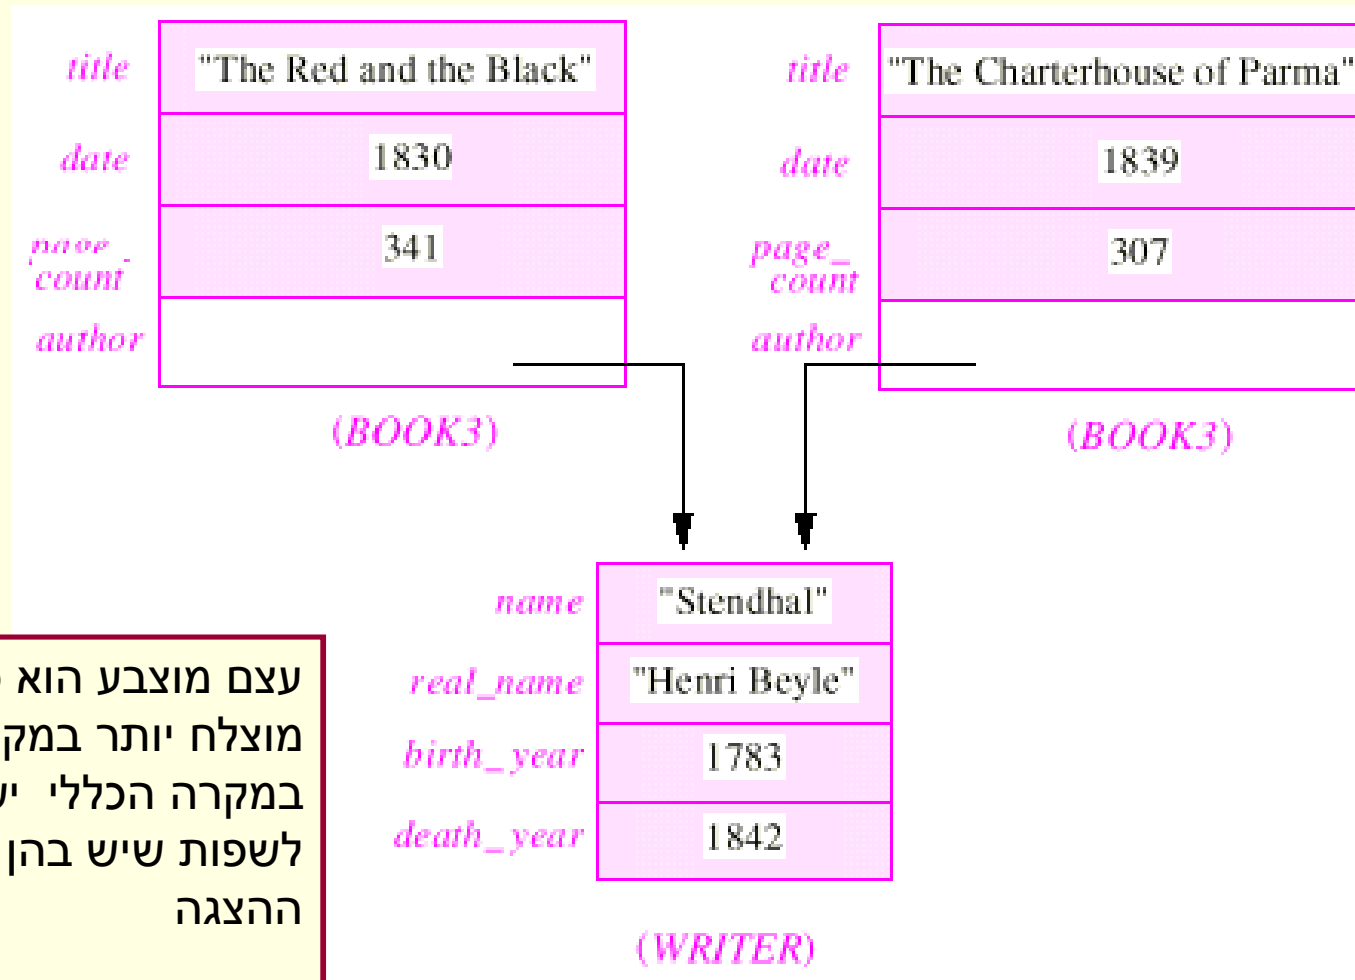 title "The Red and the Black"
date 1830
page_
count 341
author
(BOOK3)
title "The Charterhouse of Parma"
date 1839
page_
count 307
author
(BOOK3)
name "Stendhal"
real_name "Henri Beyle"
birth_year 1783
death_year 1842
(WRITER)
עצם מוצבע הוא
מוצלח יותר
במקרה הכללי
לשפות שיש בהן
ההצגה